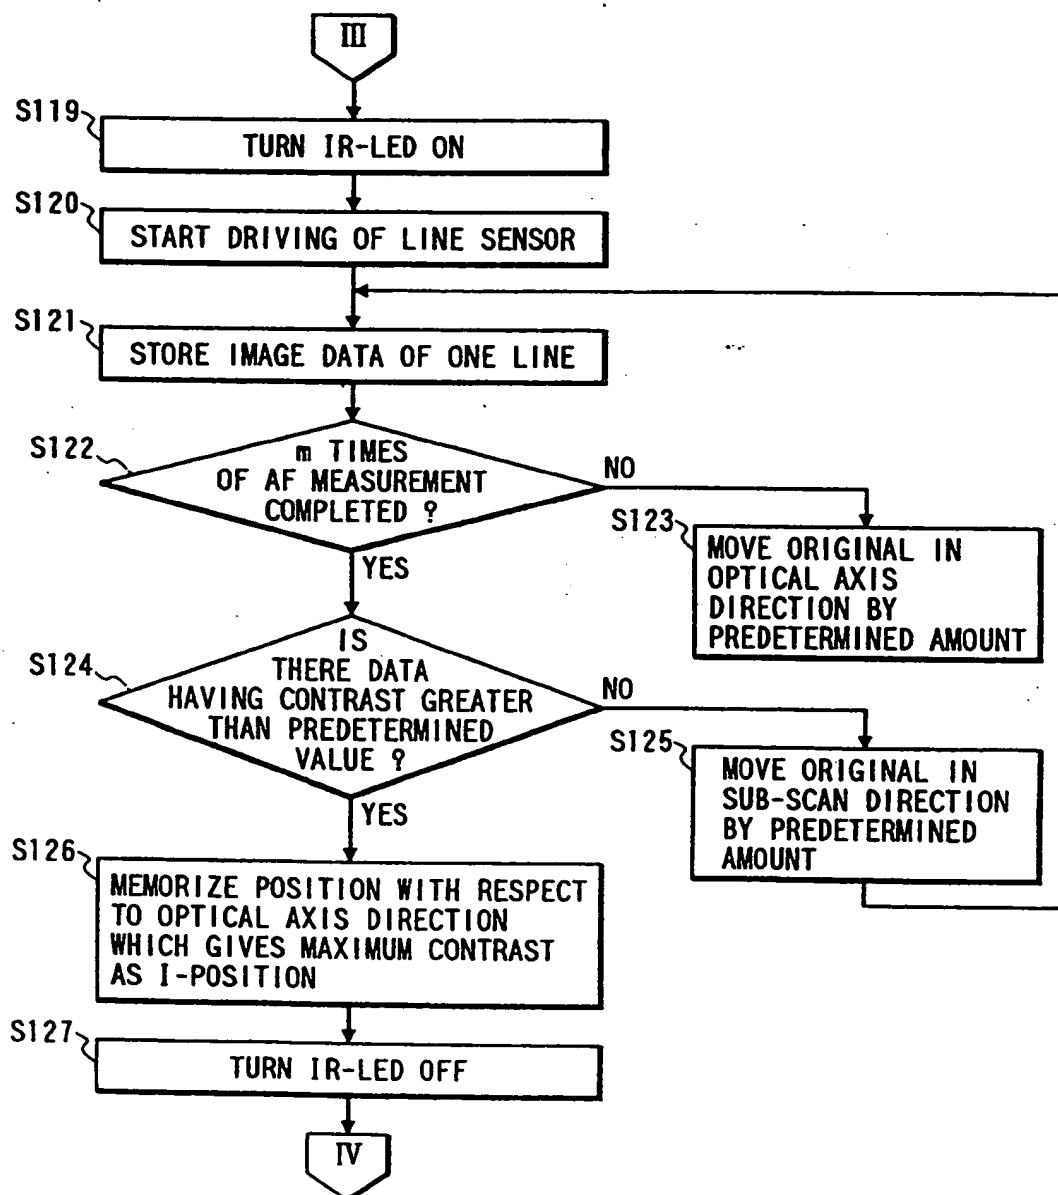 III
S119
TURN IR-LED ON
S120
START DRIVING OF LINE SENSOR
S121
STORE IMAGE DATA OF ONE LINE
S122
m TIMES
OF AF MEASUREMENT
COMPLETED ?
NO
YES
S123
MOVE ORIGINAL IN
OPTICAL AXIS
DIRECTION BY
PREDETERMINED AMOUNT
S124
IS
THERE DATA
HAVING CONTRAST GREATER
THAN PREDETERMINED
VALUE ?
NO
YES
S125
MOVE ORIGINAL IN
SUB-SCAN DIRECTION
BY PREDETERMINED
AMOUNT
S126
MEMORIZE POSITION WITH RESPECT
TO OPTICAL AXIS DIRECTION
WHICH GIVES MAXIMUM CONTRAST
AS I-POSITION
S127
TURN IR-LED OFF
IV